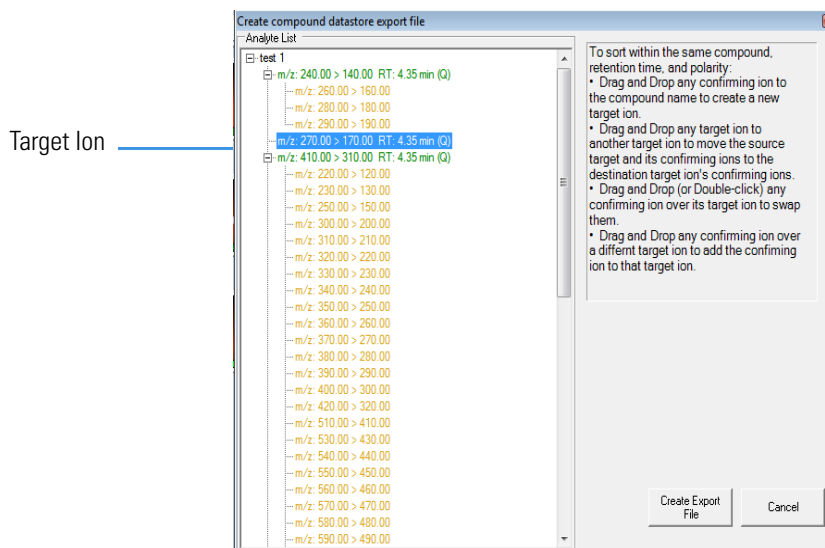 Create compound datastore export file
Analyte List
test 1
m/z: 240.00 > 140.00 RT: 4.35 min (Q)
m/z: 260.00 > 160.00
m/z: 280.00 > 180.00
m/z: 290.00 > 190.00
Target Ion
m/z: 270.00 > 170.00 RT: 4.35 min (Q)
m/z: 410.00 > 310.00 RT: 4.35 min (Q)
m/z: 220.00 > 120.00
m/z: 230.00 > 130.00
m/z: 250.00 > 150.00
m/z: 300.00 > 200.00
m/z: 310.00 > 210.00
m/z: 320.00 > 220.00
m/z: 330.00 > 230.00
m/z: 340.00 > 240.00
m/z: 350.00 > 250.00
m/z: 360.00 > 260.00
m/z: 370.00 > 270.00
m/z: 380.00 > 280.00
m/z: 390.00 > 290.00
m/z: 400.00 > 300.00
m/z: 420.00 > 320.00
m/z: 510.00 > 410.00
m/z: 530.00 > 430.00
m/z: 540.00 > 440.00
m/z: 550.00 > 450.00
m/z: 560.00 > 460.00
m/z: 570.00 > 470.00
m/z: 580.00 > 480.00
m/z: 590.00 > 490.00
To sort within the same compound,
retention time, and polarity:
• Drag and Drop any confirming ion to
the compound name to create a new
target ion.
• Drag and Drop any target ion to
another target ion to move the source
target and its confirming ions to the
destination target ion's confirming ions.
• Drag and Drop (or Double-click) any
confirming ion over its target ion to swap
them.
• Drag and Drop any confirming ion over
a differnt target ion to add the confirming
ion to that target ion.
Create Export
File
Cancel